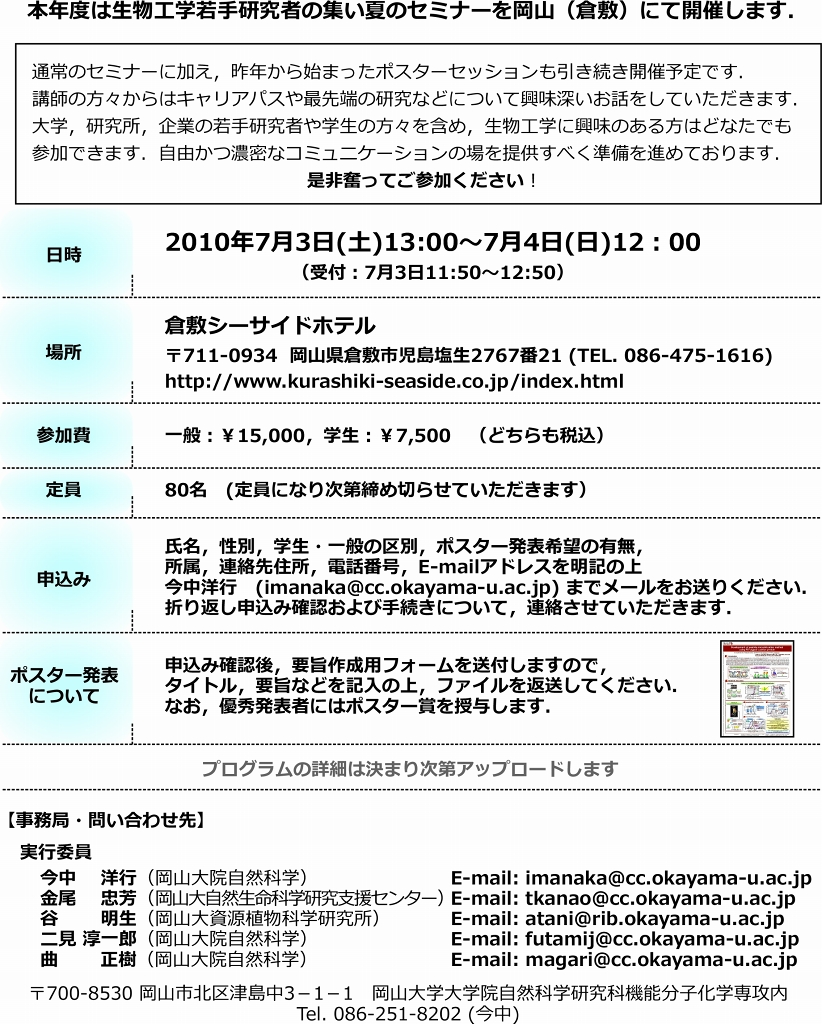 本年度は生物工学若手研究者の集い夏のセミナーを岡山（倉敷）にて開催します．
通常のセミナーに加え，昨年から始まったポスターセッションも引き続き開催予定です．
講師の方々からはキャリアパスや最先端の研究などについて興味深いお話をしていただきます．
大学，研究所，企業の若手研究者や学生の方々を含め，生物工学に興味のある方はどなたでも
参加できます．自由かつ濃密なコミュニケーションの場を提供すべく準備を進めております．
是非奮ってご参加ください！
日時
2010年7月3日(土)13:00～7月4日(日)12：00
（受付：7月3日11:50～12:50）
場所
倉敷シーサイドホテル
〒711-0934 岡山県倉敷市児島塩生2767番21 (TEL. 086-475-1616)
http://www.kurashiki-seaside.co.jp/index.html
参加費
一般：￥15,000，学生：￥7,500　（どちらも税込）
定員
80名　(定員になり次第締め切らせていただきます）
申込み
氏名，性別，学生・一般の区別，ポスター発表希望の有無，
所属，連絡先住所，電話番号，E-mailアドレスを明記の上
今中洋行　(imanaka@cc.okayama-u.ac.jp) までメールをお送りください．
折り返し申込み確認および手続きについて，連絡させていただきます．
ポスター発表
について
申込み確認後，要旨作成用フォームを送付しますので，
タイトル，要旨などを記入の上，ファイルを返送してください．
なお，優秀発表者にはポスター賞を授与します．
プログラムの詳細は決まり次第アップロードします
【事務局・問い合わせ先】
実行委員
今中　洋行（岡山大院自然科学）　E-mail: imanaka@cc.okayama-u.ac.jp
金尾　忠芳（岡山大自然生命科学研究支援センター）E-mail: tkanao@cc.okayama-u.ac.jp
谷　　明生（岡山大資源植物科学研究所）　E-mail: atani@rib.okayama-u.ac.jp
二見 淳一郎（岡山大院自然科学）　E-mail: futamij@cc.okayama-u.ac.jp
曲　　正樹（岡山大院自然科学）　E-mail: magari@cc.okayama-u.ac.jp
〒700-8530 岡山市北区津島中3－1－1　岡山大学大学院自然科学研究科機能分子化学専攻内
Tel. 086-251-8202 (今中)